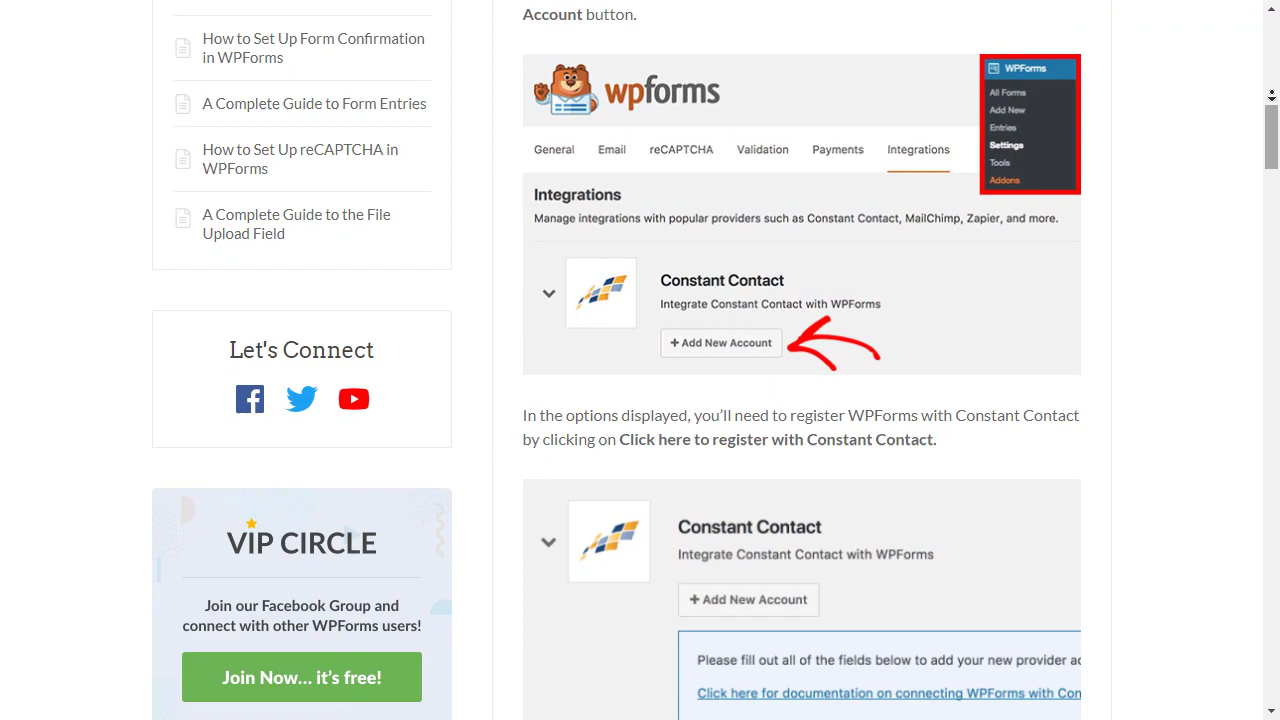 How to Set Up Form Confirmation
in WPForms
A Complete Guide to Form Entries
How to Set Up reCAPTCHA in
WPForms
A Complete Guide to the File
Upload Field
Let's Connect
VIP CIRCLE
Join our Facebook Group and
connect with other WPForms users!
Join Now... it's free!
Account button.
wpforms
WPForms
All Forms
Add New
Entries
Settings
Tools
Addons
General Email reCAPTCHA Validation Payments Integrations
Integrations
Manage integrations with popular providers such as Constant Contact, MailChimp, Zapier, and more.
Constant Contact
Integrate Constant Contact with WPForms
+ Add New Account
In the options displayed, you’ll need to register WPForms with Constant Contact
by clicking on Click here to register with Constant Contact.
Constant Contact
Integrate Constant Contact with WPForms
+ Add New Account
Please fill out all of the fields below to add your new provider ac
Click here for documentation on connecting WPForms with Con